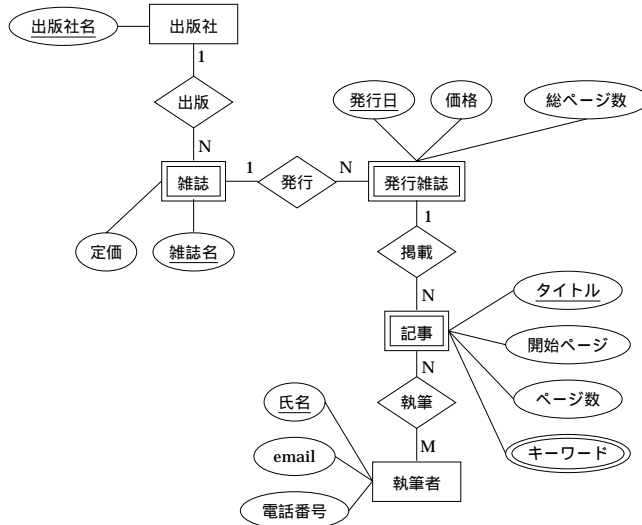 出版社名
出版社
1
出版
N
雑誌
1
発行
N
発行雑誌
発行日
価格
総ページ数
定価
雑誌名
1
掲載
N
記事
タイトル
開始ページ
ページ数
キーワード
N
執筆
M
執筆者
氏名
email
電話番号